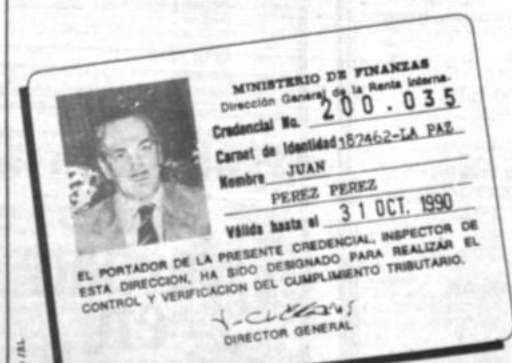 MINISTERIO DE FINANZAS
Dirección General de la Renta Interna.
Credencial No. 200.035
Carnet de Identidad 187462-LA PAZ
Nombre JUAN
PEREZ PEREZ
Válida hasta el 31 OCT. 1990
EL PORTADOR DE LA PRESENTE CREDENCIAL, INSPECTOR DE
ESTA DIRECCION, HA SIDO DESIGNADO PARA REALIZAR EL
CONTROL Y VERIFICACION DEL CUMPLIMIENTO TRIBUTARIO.
DIRECTOR GENERAL